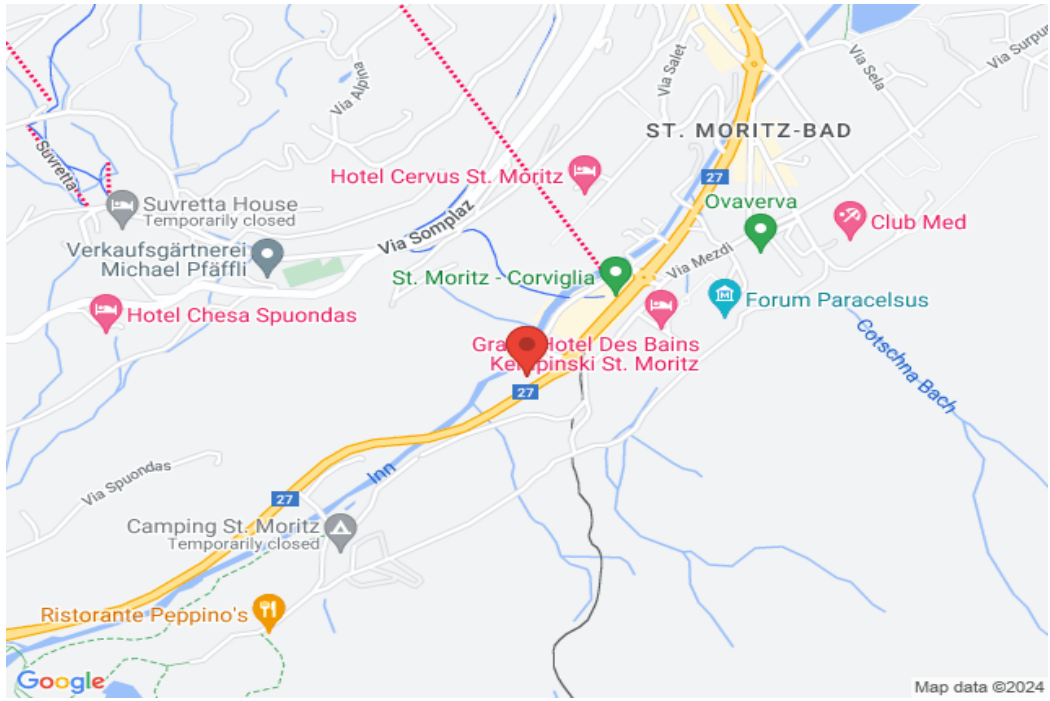 Via Alpina
Via Salet
Via Sela
Via Surpunt
ST. MORITZ-BAD
Suvretta
Hotel Cervus St. Moritz
27
Ovaverva
Suvretta House
Temporarily closed
Via Somplaz
Club Med
Verkaufsgärtnerei
Michael Pfäffli
Via Mezdi
St. Moritz - Corviglia
Forum Paracelsus
Hotel Chesa Spuondas
Hotel Des Bains
St. Moritz
27
Cotschna Bach
Via Spuondas
Inn
27
Camping St. Moritz
Temporarily closed
Ristorante Peppino's
Google
Map data ©2024